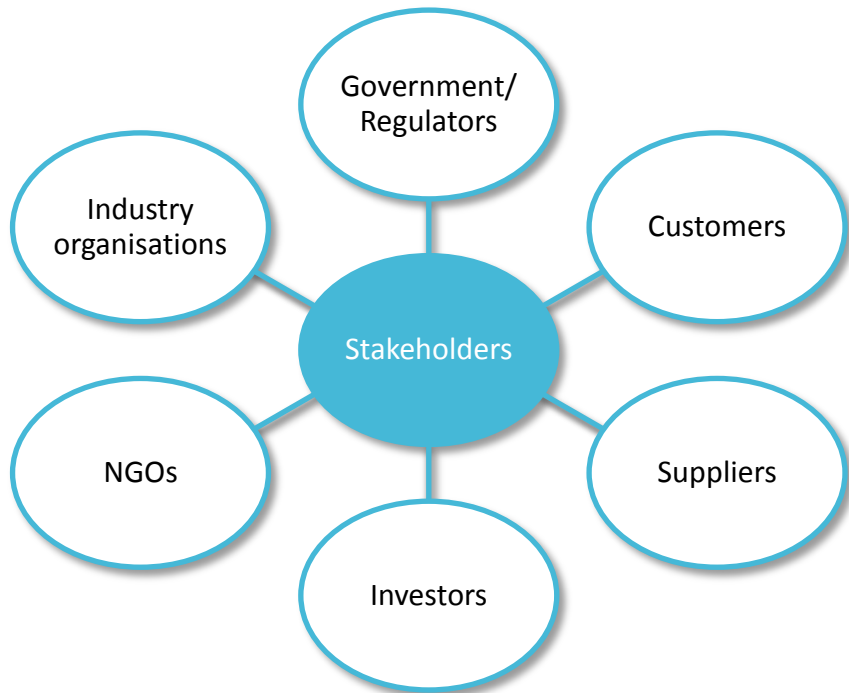 Government/
Regulators
Industry
organisations
Customers
Stakeholders
NGOs
Suppliers
Investors